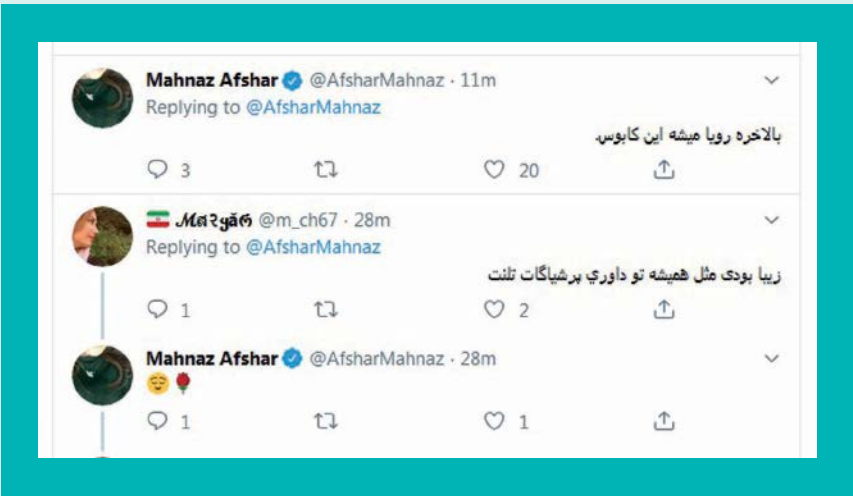 Mahnaz Afshar @AfsharMahnaz · 11m
Replying to @AfsharMahnaz
بالاخره رویا میشه این کابوس.
3 20
🇮🇷 Maryam @m_ch67 · 28m
Replying to @AfsharMahnaz
زیبا بودی مثل همیشه تو داوري پرشیاگات تلنت
1 2
Mahnaz Afshar @AfsharMahnaz · 28m
😌🌹
1 1